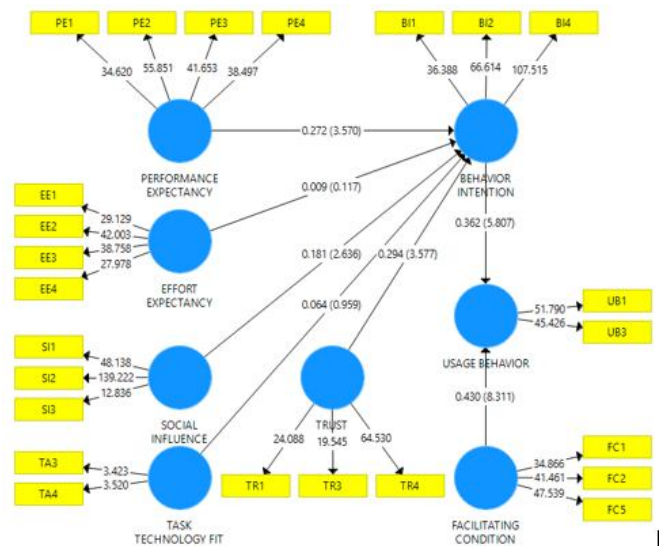 PE1 PE2 PE3 PE4 BI1 BI2 BI4
34.620 55.851 41.653 38.497 36.388 66.614 107.515
0.272 (3.570)
PERFORMANCE
EXPECTANCY
BEHAVIOR
INTENTION
0.009 (0.117)
0.362 (5.807)
EE1
EE2
EE3
EE4
29.129
42.003
38.758
27.978
EFFORT
EXPECTANCY
0.181 (2.636)
0.294 (3.577)
0.064 (0.959)
UB1
UB3
51.790
45.426
USAGE BEHAVIOR
SI1
SI2
SI3
48.138
139.222
12.836
SOCIAL
INFLUENCE
TRUST
0.430 (8.311)
24.088 19.545 64.530
TR1 TR3 TR4
TA3
TA4
3.423
3.520
TASK
TECHNOLOGY FIT
FC1
FC2
FC5
34.866
41.461
47.539
FACILITATING
CONDITION